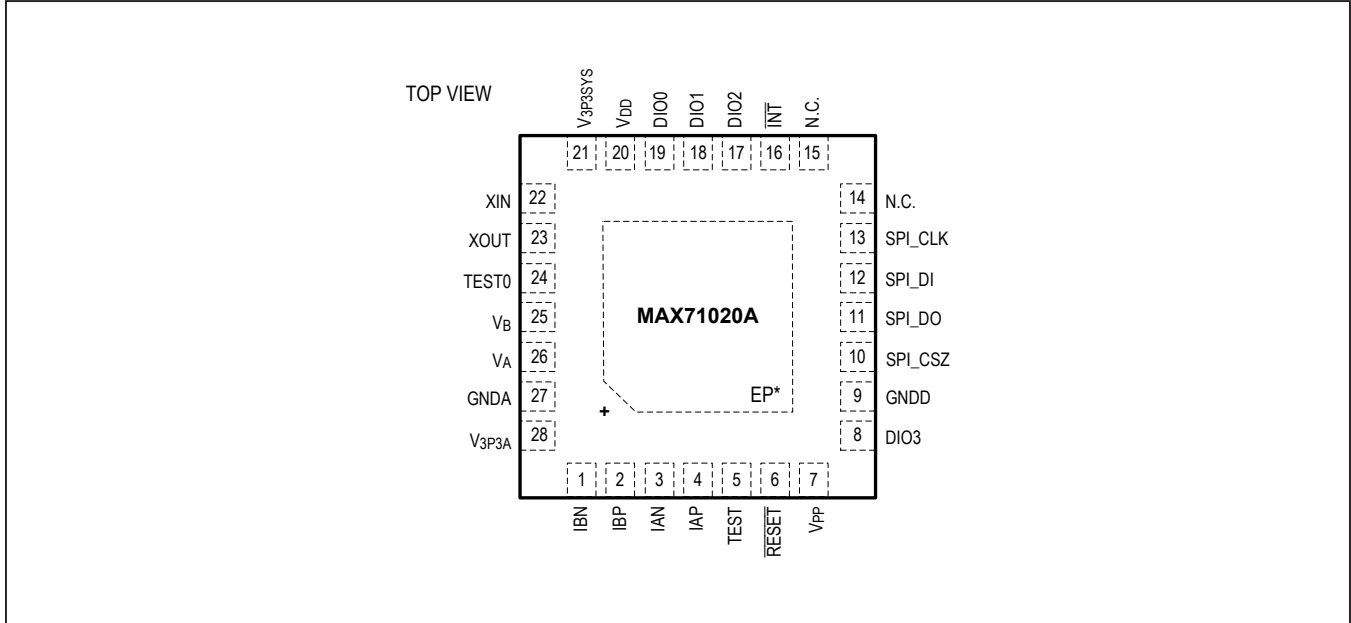 TOP VIEW
V3P3SYS
VDD
DIO0
DIO1
DIO2
INT
N.C.
21
20
19
18
17
16
15
XIN 22
XOUT 23
TEST0 24
VB 25
VA 26
GNDA 27
V3P3A 28
MAX71020A
EP*
+
14 N.C.
13 SPI_CLK
12 SPI_DI
11 SPI_DO
10 SPI_CSZ
9 GNDD
8 DIO3
1
2
3
4
5
6
7
IBN
IBP
IAN
IAP
TEST
RESET
VPP